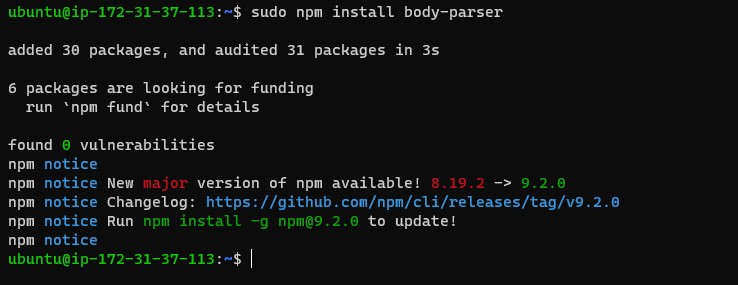 ubuntu@ip-172-31-37-113:~$ sudo npm install body-parser
added 30 packages, and audited 31 packages in 3s
6 packages are looking for funding
  run `npm fund` for details
found 0 vulnerabilities
npm notice
npm notice New major version of npm available! 8.19.2 -> 9.2.0
npm notice Changelog: https://github.com/npm/cli/releases/tag/v9.2.0
npm notice Run npm install -g npm@9.2.0 to update!
npm notice
ubuntu@ip-172-31-37-113:~$